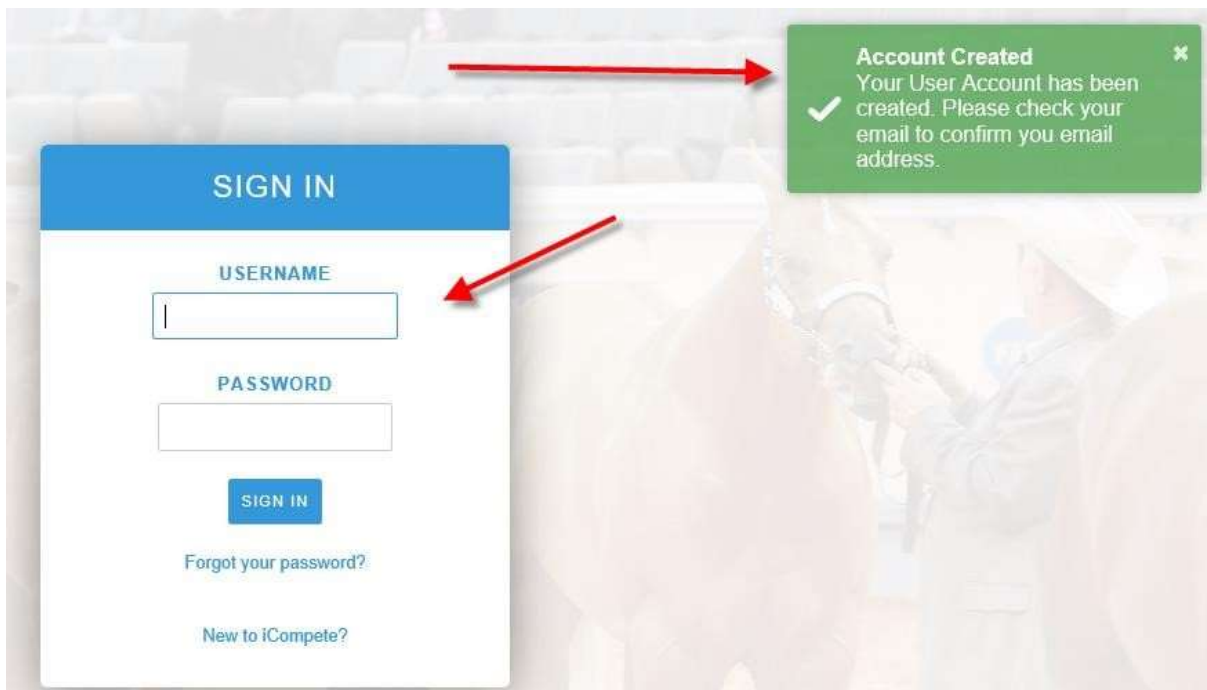 Account Created
Your User Account has been
created. Please check your
email to confirm you email
address.
SIGN IN
USERNAME
PASSWORD
SIGN IN
Forgot your password?
New to iCompete?